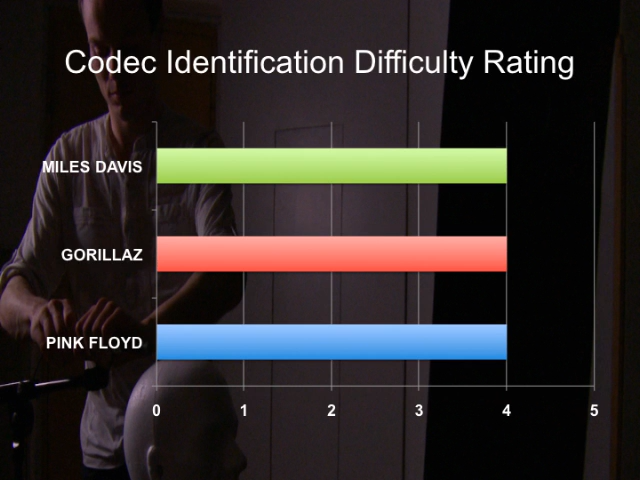 Codec Identification Difficulty Rating
MILES DAVIS
GORILLAZ
PINK FLOYD
0 1 2 3 4 5